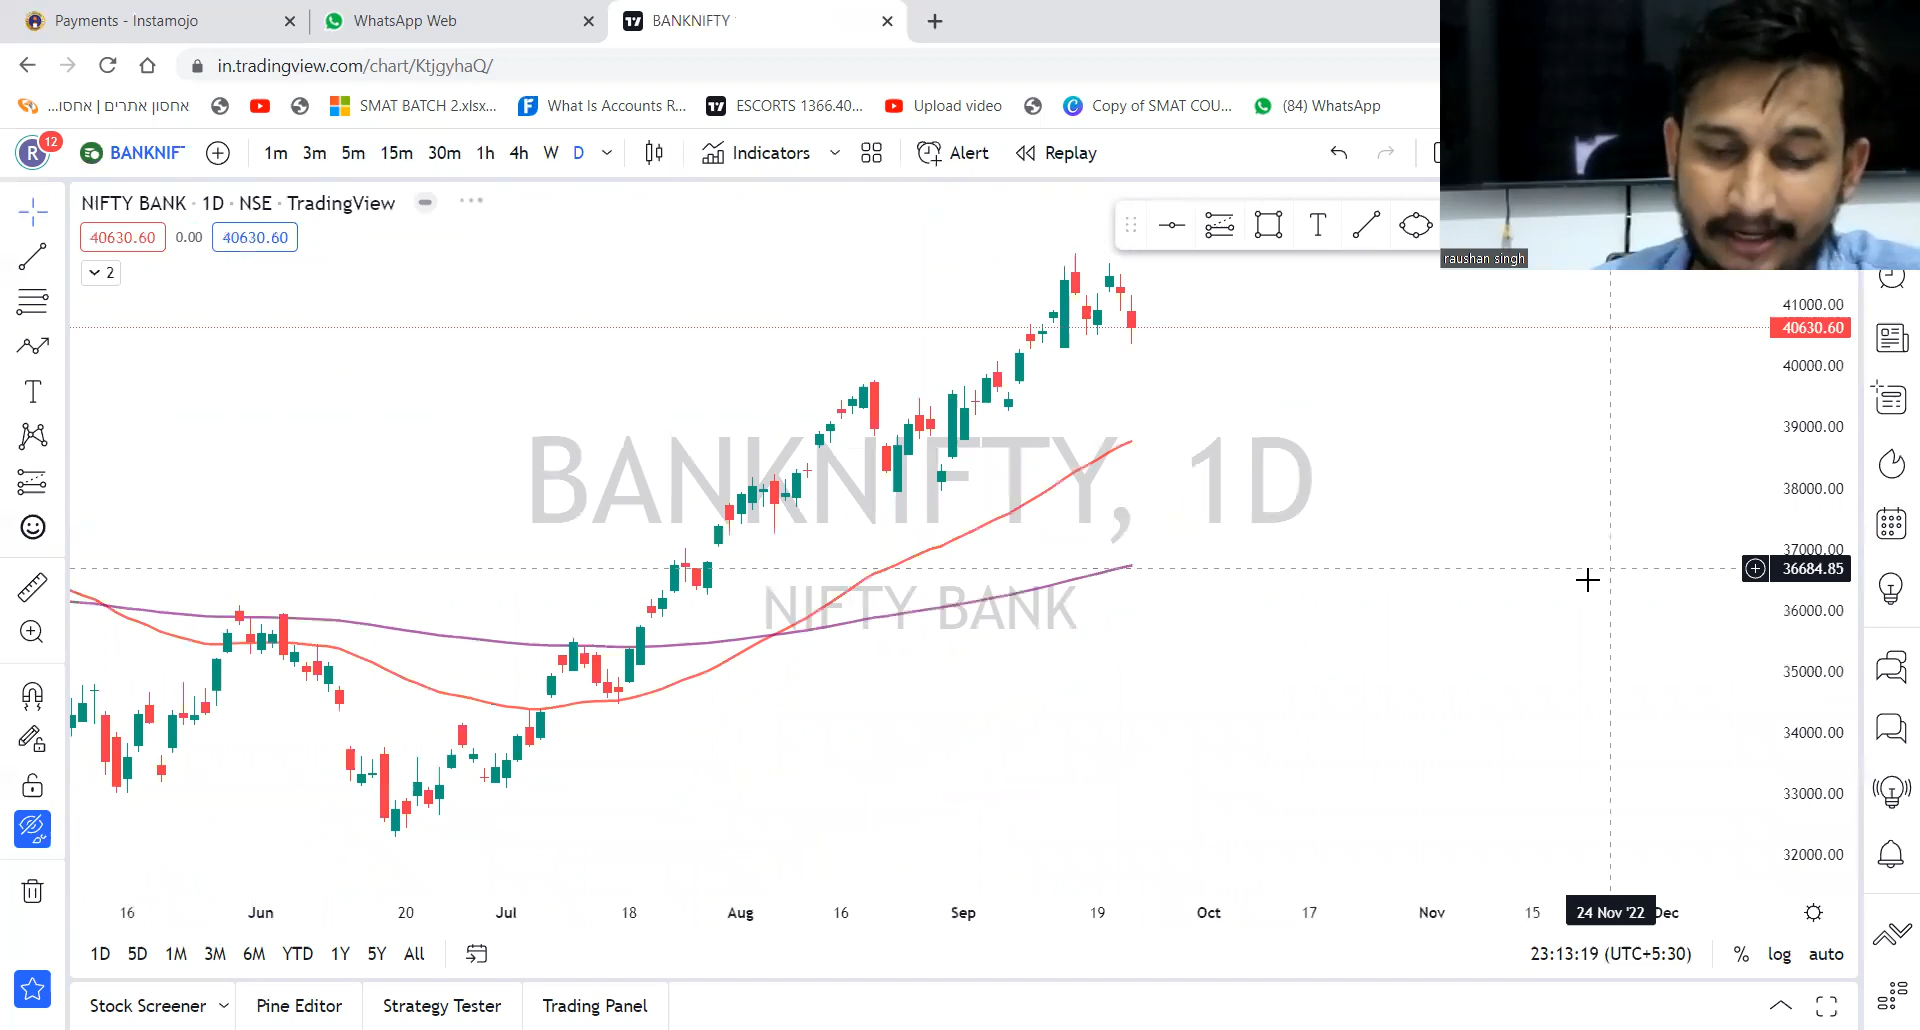 Payments - Instamojo
WhatsApp Web
BANKNIFTY
in.tradingview.com/chart/KtjgyhaQ/
אחסון אתרים | אחסו...
SMAT BATCH 2.xlsx...
What Is Accounts R...
ESCORTS 1366.40...
Upload video
Copy of SMAT COU...
(84) WhatsApp
R
12
BANKNIF
1m 3m 5m 15m 30m 1h 4h W D
Indicators
Alert
Replay
NIFTY BANK · 1D · NSE · TradingView
40630.60 0.00 40630.60
2
raushan singh
BANKNIFTY, 1D
NIFTY BANK
41000.00
40630.60
40000.00
39000.00
38000.00
37000.00
36684.85
36000.00
35000.00
34000.00
33000.00
32000.00
16 Jun 20 Jul 18 Aug 16 Sep 19 Oct 17 Nov 15 24 Nov '22 Dec
1D 5D 1M 3M 6M YTD 1Y 5Y All
23:13:19 (UTC+5:30)
% log auto
Stock Screener Pine Editor Strategy Tester Trading Panel